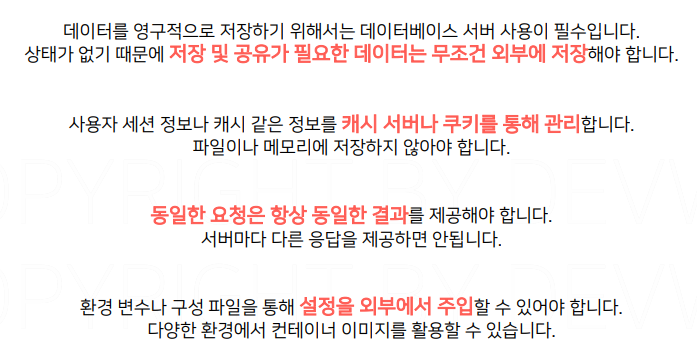 데이터를 영구적으로 저장하기 위해서는 데이터베이스 서버 사용이 필수입니다.
상태가 없기 때문에 저장 및 공유가 필요한 데이터는 무조건 외부에 저장해야 합니다.
사용자 세션 정보나 캐시 같은 정보를 캐시 서버나 쿠키를 통해 관리합니다.
파일이나 메모리에 저장하지 않아야 합니다.
동일한 요청은 항상 동일한 결과를 제공해야 합니다.
서버마다 다른 응답을 제공하면 안됩니다.
환경 변수나 구성 파일을 통해 설정을 외부에서 주입할 수 있어야 합니다.
다양한 환경에서 컨테이너 이미지를 활용할 수 있습니다.